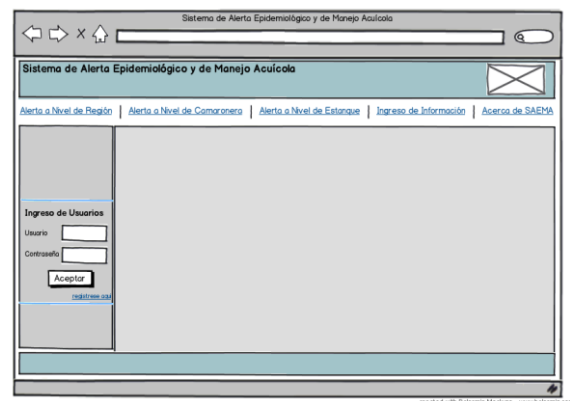 Sistema de Alerta Epidemiológico y de Manejo Acuícola
Sistema de Alerta Epidemiológico y de Manejo Acuícola
Alerta a Nivel de Región | Alerta a Nivel de Camaronera | Alerta a Nivel de Estanque | Ingreso de Información | Acerca de SAEMA
Ingreso de Usuarios
Usuario
Contraseña
Aceptar
regístrese aquí